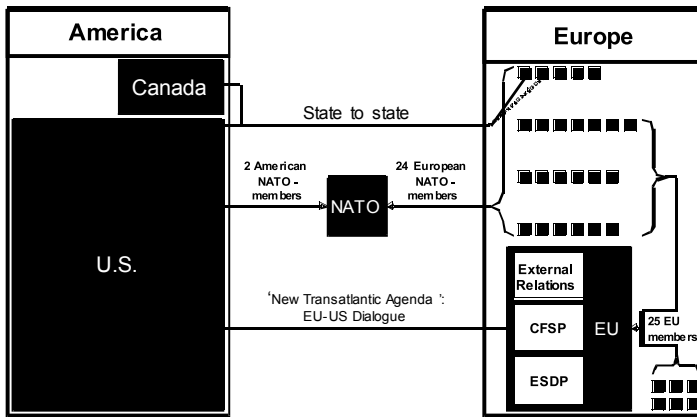 America
Europe
Canada
State to state
2 American
NATO -
members
24 European
NATO -
members
NATO
U.S.
External
Relations
'New Transatlantic Agenda ':
EU-US Dialogue
CFSP
EU
25 EU
members
ESDP